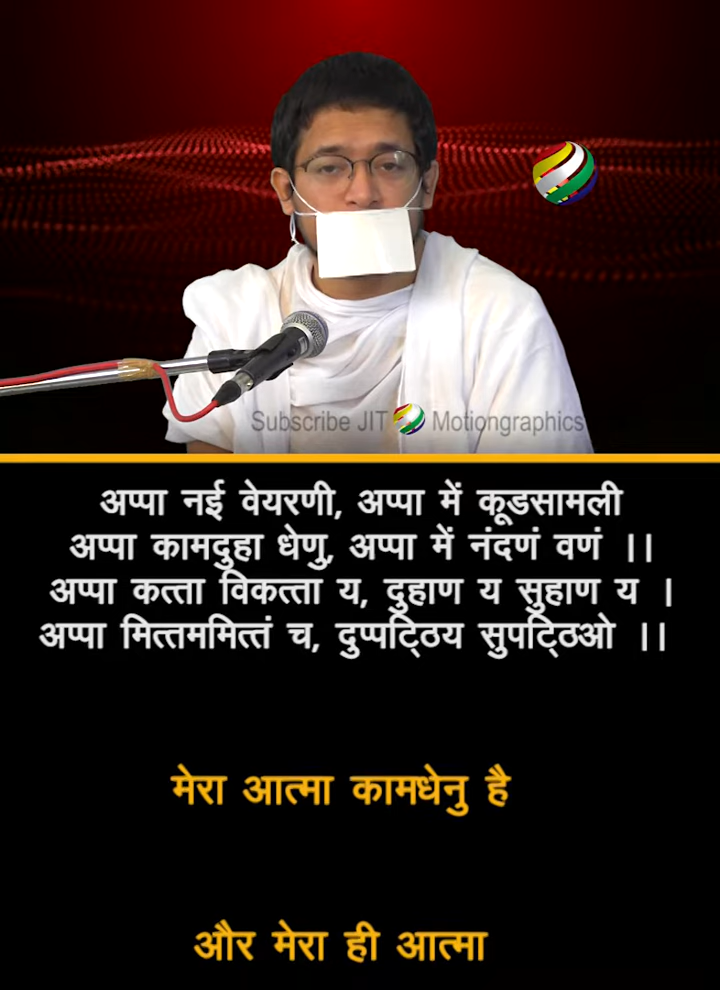 Subscribe JIT Motiongraphics
अप्पा नई वेयरणी, अप्पा में कूडसामली
अप्पा कामदुहा धेणु, अप्पा में नंदणं वणं ।।
अप्पा कत्ता विकत्ता य, दुहाण य सुहाण य ।
अप्पा मित्तममित्तं च, दुप्पट्ठिय सुपट्ठिओ ।।
मेरा आत्मा कामधेनु है
और मेरा ही आत्मा